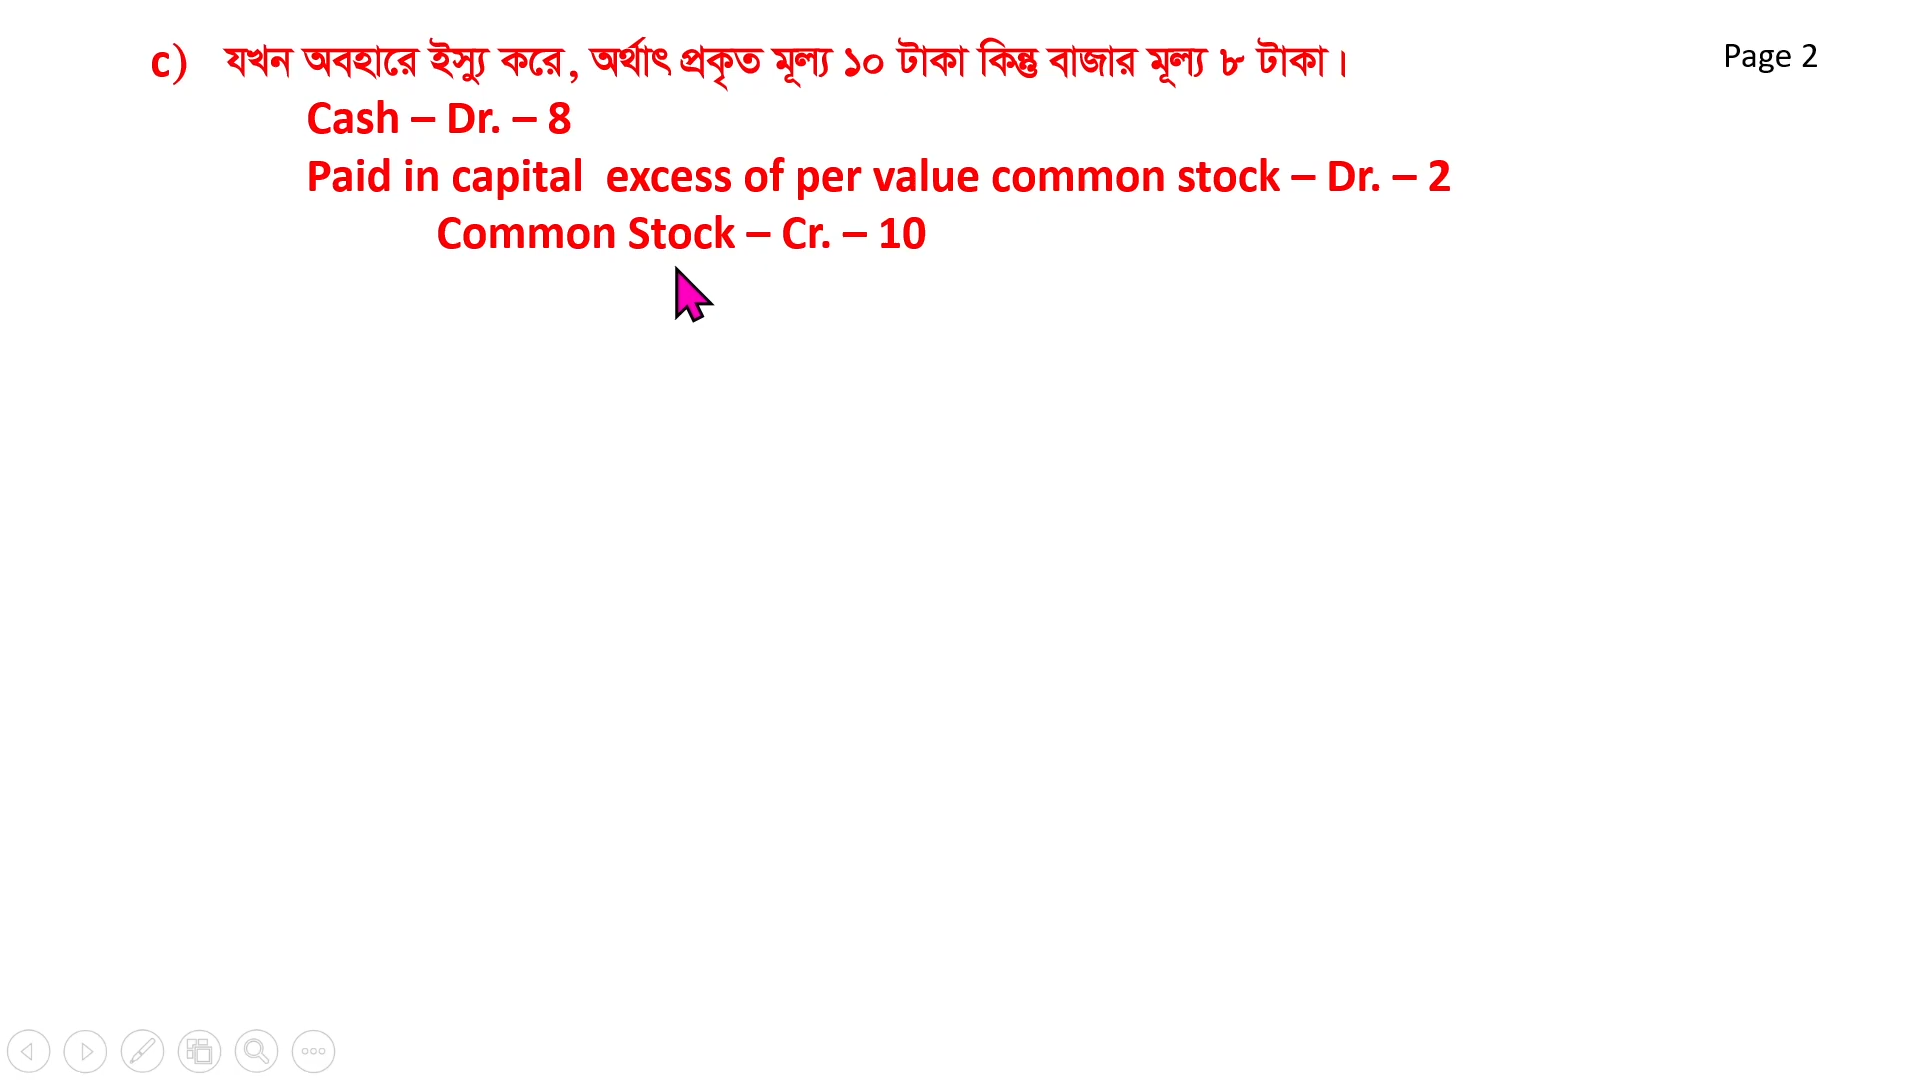 c) যখন অবহারে ইস্যু করে, অর্থাৎ প্রকৃত মূল্য ১০ টাকা কিন্তু বাজার মূল্য ৮ টাকা।
Page 2
Cash – Dr. – 8
Paid in capital excess of per value common stock – Dr. – 2
Common Stock – Cr. – 10